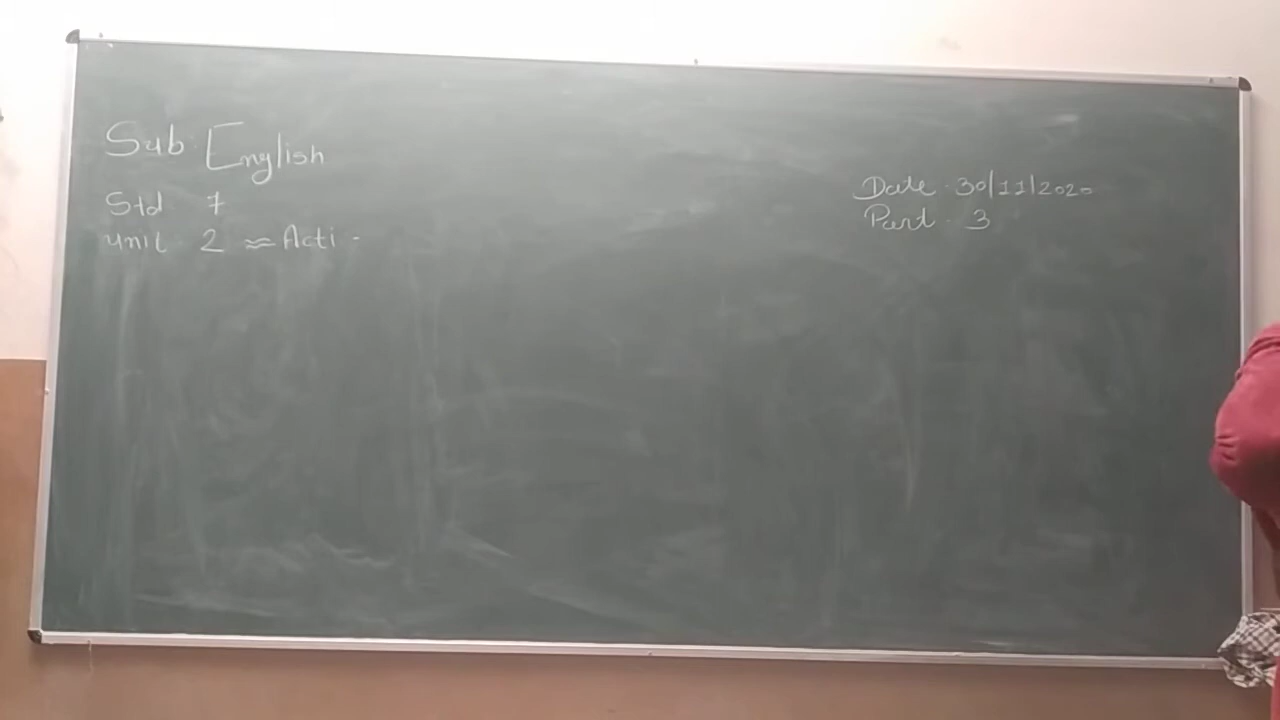 Sub. English
Std 7
Unit . 2 ≈ Acti .
Date . 30/11/2020
Part . 3